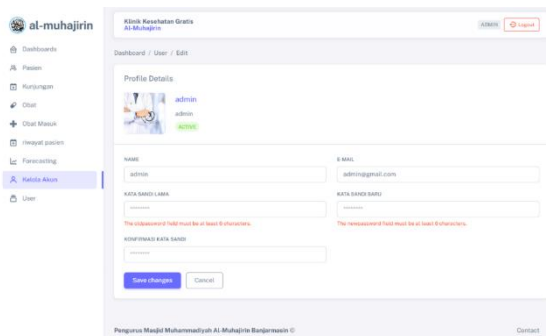 al-muhajirin
Dashboards
Pasien
Kunjungan
Obat
Obat Masuk
riwayat pasien
Forecasting
Kelola Akun
User
Klinik Kesehatan Gratis
Al-Muhajirin
ADMIN
Logout
Dashboard / User / Edit
Profile Details
admin
admin
ACTIVE
NAME
admin
E-MAIL
admin@gmail.com
KATA SANDI LAMA
KATA SANDI BARU
The oldpassword field must be at least 6 characters.
The newpassword field must be at least 6 characters.
KONFIRMASI KATA SANDI
Save changes
Cancel
Pengurus Masjid Muhammadiyah Al-Muhajirin Banjarmasin ©
Contact